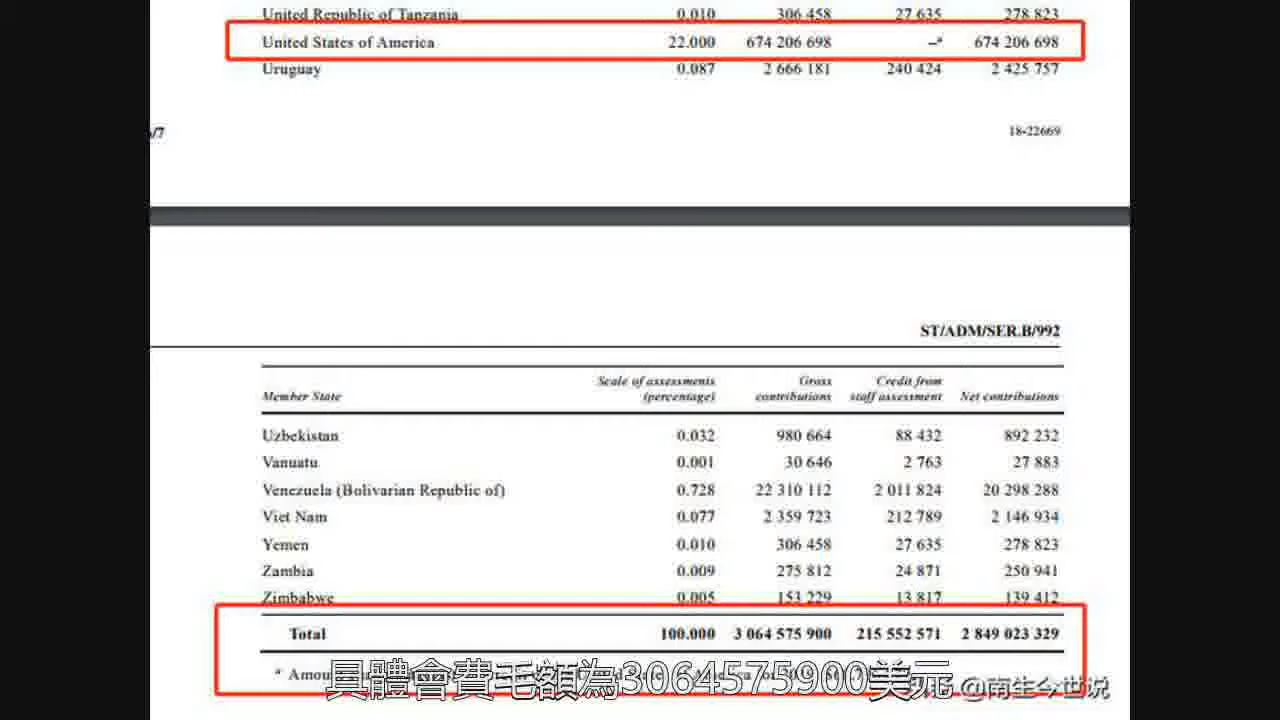 United Republic of Tanzania 0.010 306 458 27 635 278 823
United States of America 22.000 674 206 698 –ᵃ 674 206 698
Uruguay 0.087 2 666 181 240 424 2 425 757
/7 18-22669
ST/ADM/SER.B/992
Scale of assessments Gross Credit from
Member State (percentage) contributions staff assessment Net contributions
Uzbekistan 0.032 980 664 88 432 892 232
Vanuatu 0.001 30 646 2 763 27 883
Venezuela (Bolivarian Republic of) 0.728 22 310 112 2 011 824 20 298 288
Viet Nam 0.077 2 359 723 212 789 2 146 934
Yemen 0.010 306 458 27 635 278 823
Zambia 0.009 275 812 24 871 250 941
Zimbabwe 0.005 153 229 13 817 139 412
Total 100.000 3 064 575 900 215 552 571 2 849 023 329
具體會費毛額為3064575900美元
@南生今世说